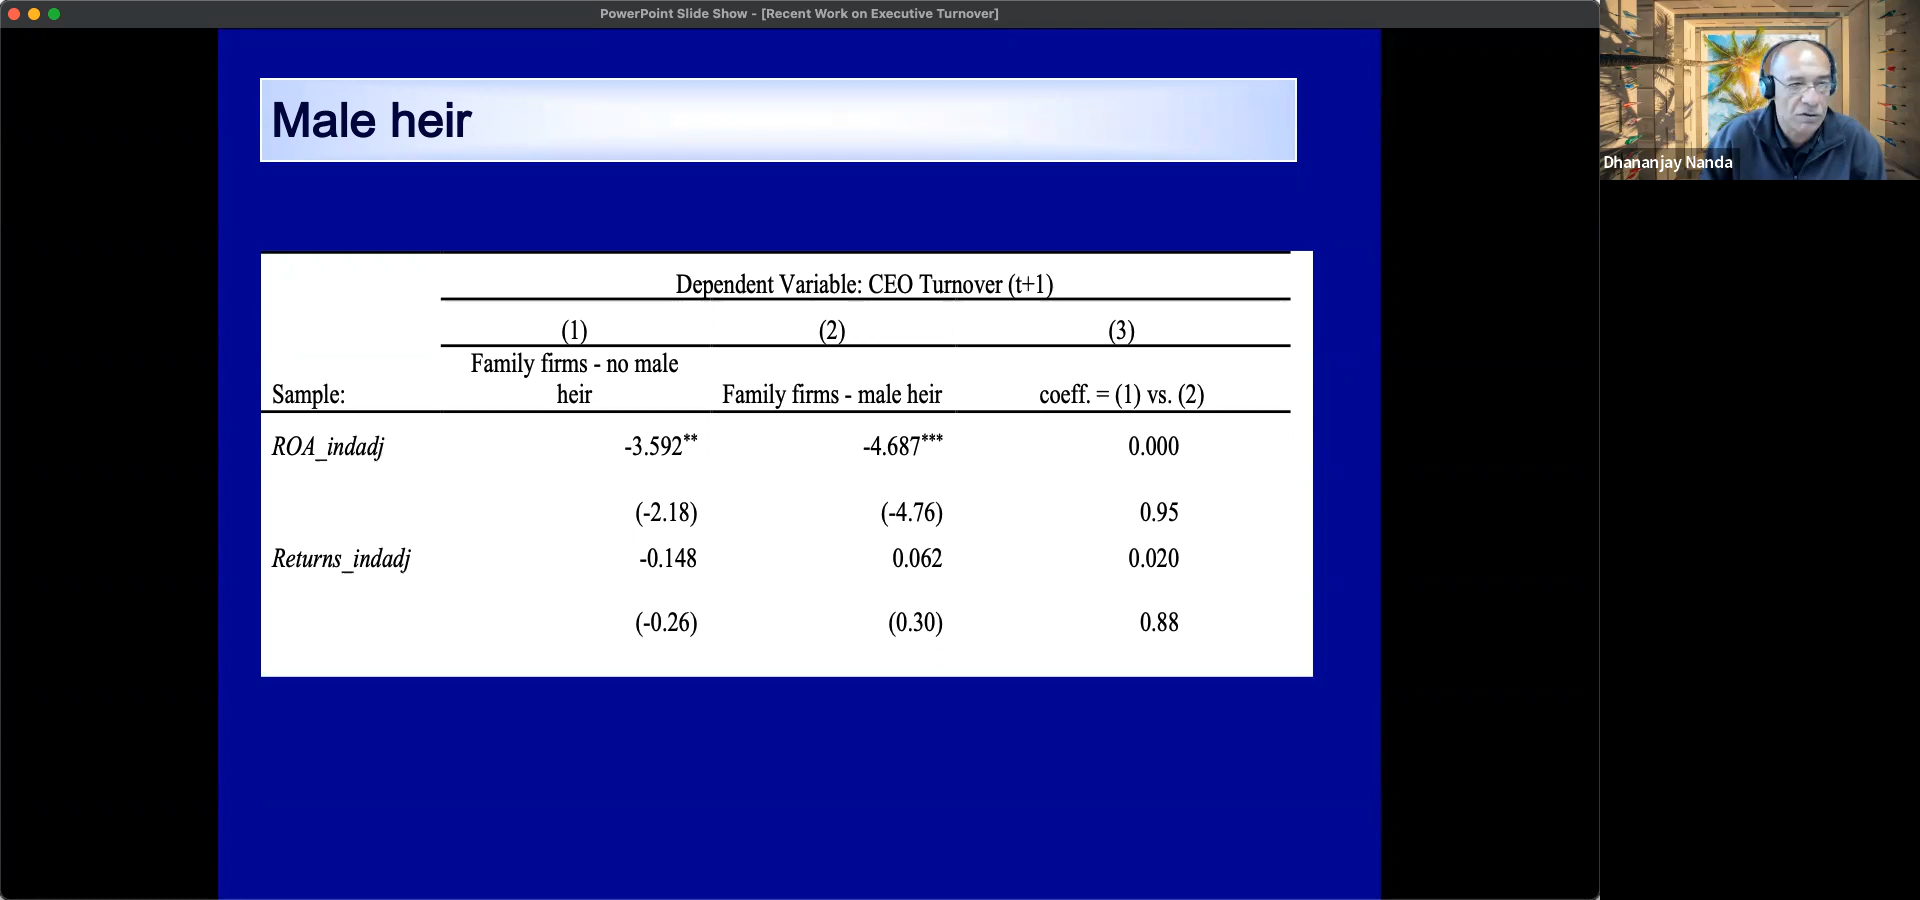 PowerPoint Slide Show - [Recent Work on Executive Turnover]
Male heir
Dependent Variable: CEO Turnover (t+1)
(1) (2) (3)
Family firms - no male
Sample: heir Family firms - male heir coeff. = (1) vs. (2)
ROA_indadj -3.592** -4.687*** 0.000
(-2.18) (-4.76) 0.95
Returns_indadj -0.148 0.062 0.020
(-0.26) (0.30) 0.88
Dhananjay Nanda